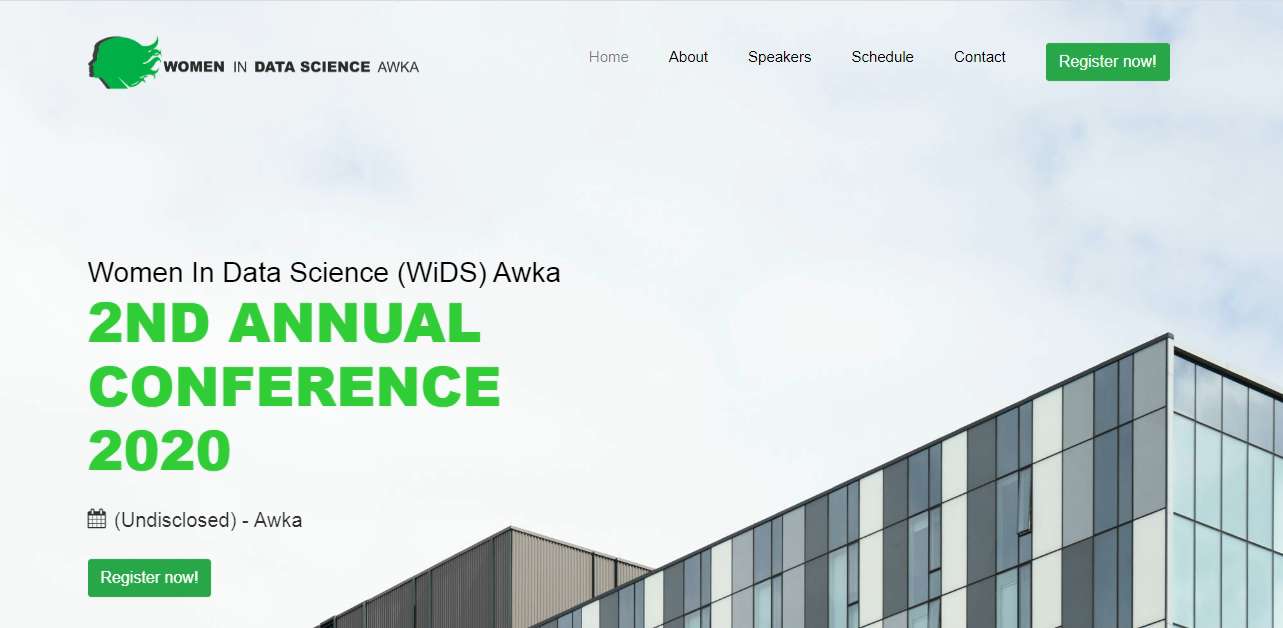 WOMEN IN DATA SCIENCE AWKA
Home
About
Speakers
Schedule
Contact
Register now!
Women In Data Science (WiDS) Awka
2ND ANNUAL
CONFERENCE
2020
(Undisclosed) - Awka
Register now!